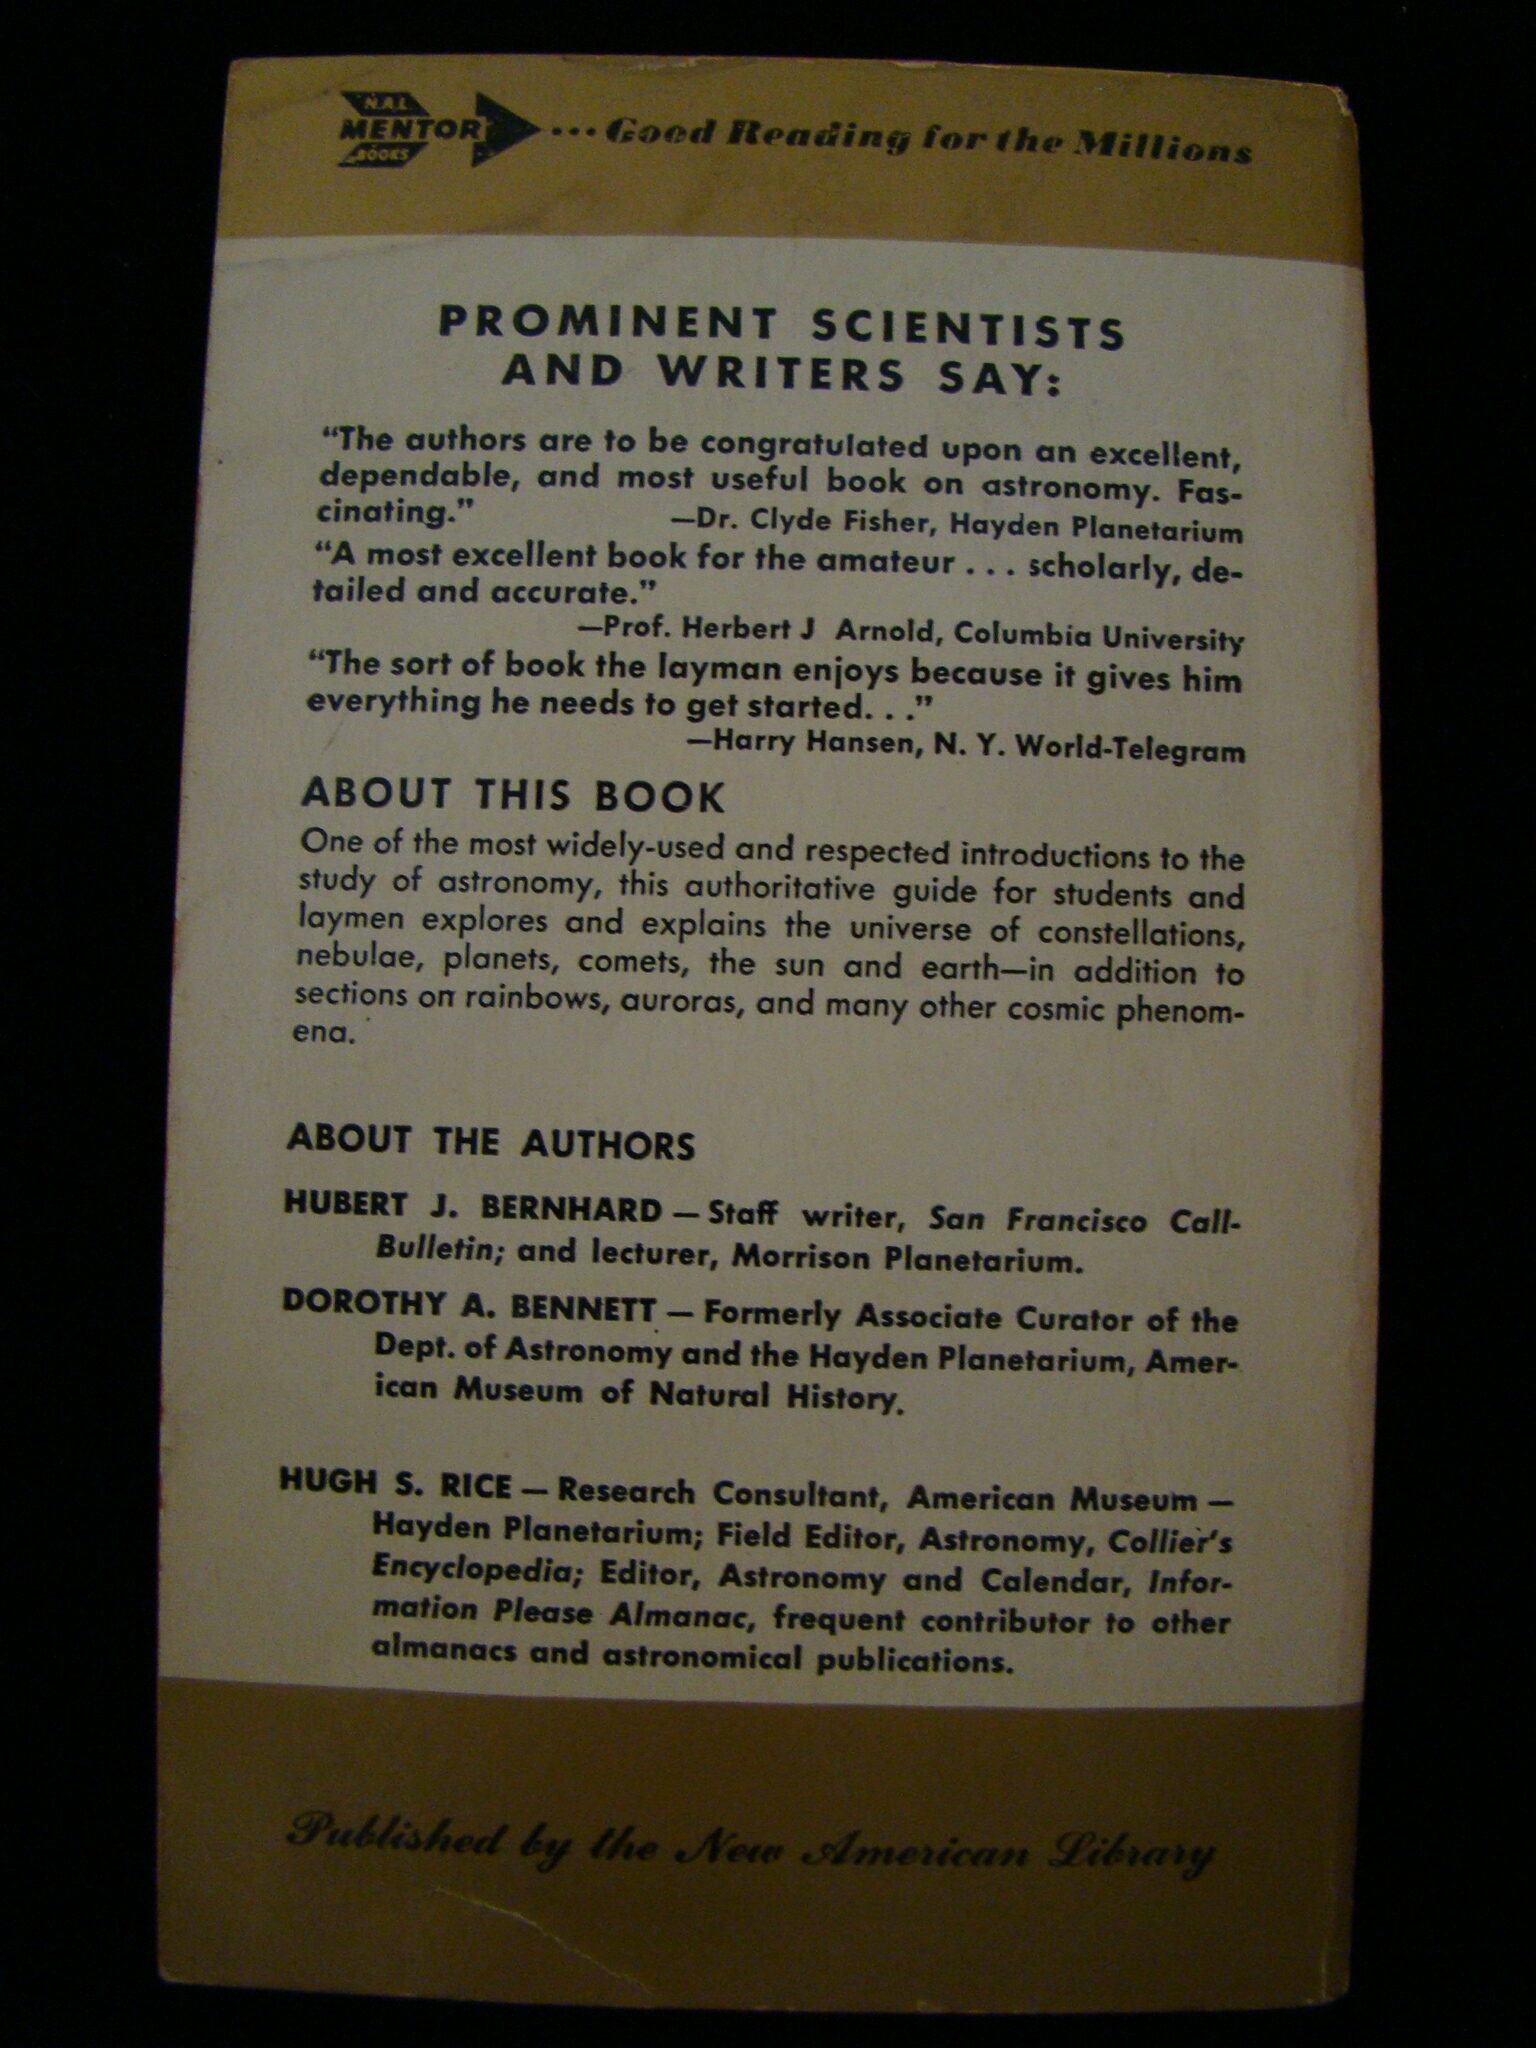 N.A.L.
MENTOR
BOOKS
...Good Reading for the Millions
PROMINENT SCIENTISTS
AND WRITERS SAY:
“The authors are to be congratulated upon an excellent,
dependable, and most useful book on astronomy. Fas-
cinating.” —Dr. Clyde Fisher, Hayden Planetarium
“A most excellent book for the amateur . . . scholarly, de-
tailed and accurate.”
—Prof. Herbert J Arnold, Columbia University
“The sort of book the layman enjoys because it gives him
everything he needs to get started. . .”
—Harry Hansen, N. Y. World-Telegram
ABOUT THIS BOOK
One of the most widely-used and respected introductions to the
study of astronomy, this authoritative guide for students and
laymen explores and explains the universe of constellations,
nebulae, planets, comets, the sun and earth—in addition to
sections on rainbows, auroras, and many other cosmic phenom-
ena.
ABOUT THE AUTHORS
HUBERT J. BERNHARD — Staff writer, San Francisco Call-
Bulletin; and lecturer, Morrison Planetarium.
DOROTHY A. BENNETT — Formerly Associate Curator of the
Dept. of Astronomy and the Hayden Planetarium, Amer-
ican Museum of Natural History.
HUGH S. RICE — Research Consultant, American Museum —
Hayden Planetarium; Field Editor, Astronomy, Collier's
Encyclopedia; Editor, Astronomy and Calendar, Infor-
mation Please Almanac, frequent contributor to other
almanacs and astronomical publications.
Published by the New American Library